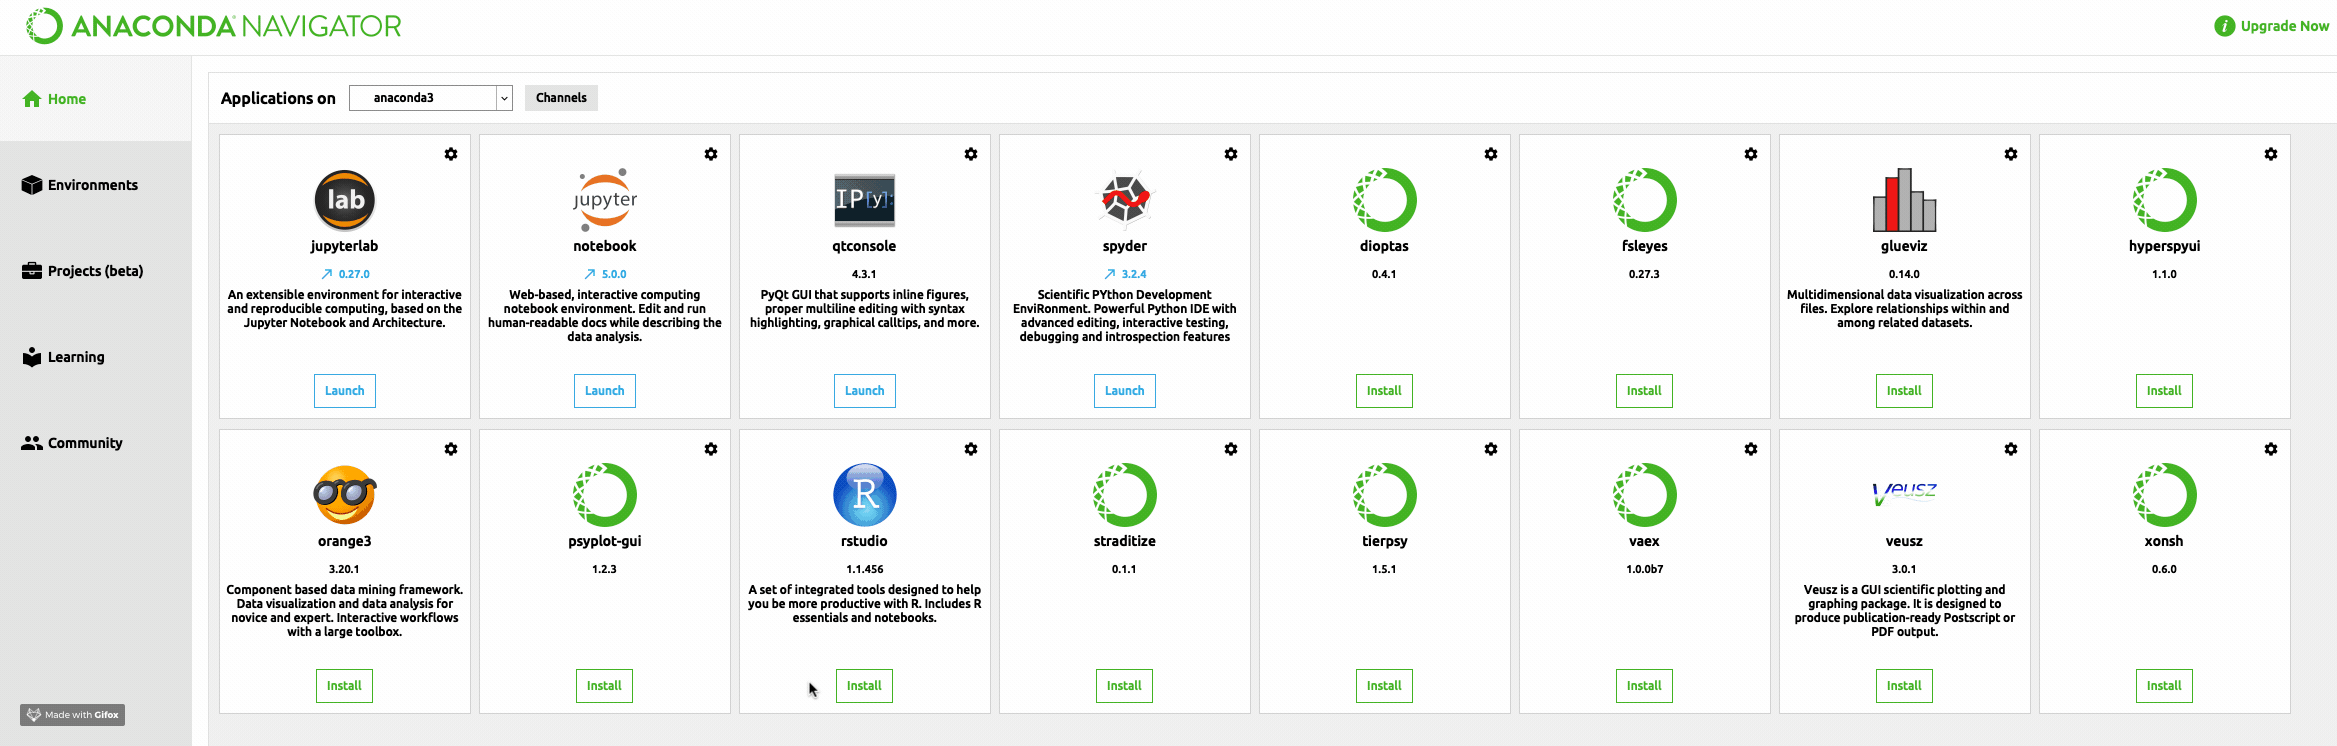 ANACONDA NAVIGATOR
Upgrade Now
Home
Environments
Projects (beta)
Learning
Community
Made with Gifox
Applications on
anaconda3
Channels
lab
jupyterlab
0.27.0
An extensible environment for interactive
and reproducible computing, based on the
Jupyter Notebook and Architecture.
Launch
jupyter
notebook
5.0.0
Web-based, interactive computing
notebook environment. Edit and run
human-readable docs while describing the
data analysis.
Launch
IP[y]:
qtconsole
4.3.1
PyQt GUI that supports inline figures,
proper multiline editing with syntax
highlighting, graphical calltips, and more.
Launch
spyder
3.2.4
Scientific PYthon Development
EnviRonment. Powerful Python IDE with
advanced editing, interactive testing,
debugging and introspection features
Launch
dioptas
0.4.1
Install
fsleyes
0.27.3
Install
glueviz
0.14.0
Multidimensional data visualization across
files. Explore relationships within and
among related datasets.
Install
hyperspyui
1.1.0
Install
orange3
3.20.1
Component based data mining framework.
Data visualization and data analysis for
novice and expert. Interactive workflows
with a large toolbox.
Install
psyplot-gui
1.2.3
Install
R
rstudio
1.1.456
A set of integrated tools designed to help
you be more productive with R. Includes R
essentials and notebooks.
Install
straditize
0.1.1
Install
tierpsy
1.5.1
Install
vaex
1.0.0b7
Install
Veusz
veusz
3.0.1
Veusz is a GUI scientific plotting and
graphing package. It is designed to
produce publication-ready Postscript or
PDF output.
Install
xonsh
0.6.0
Install